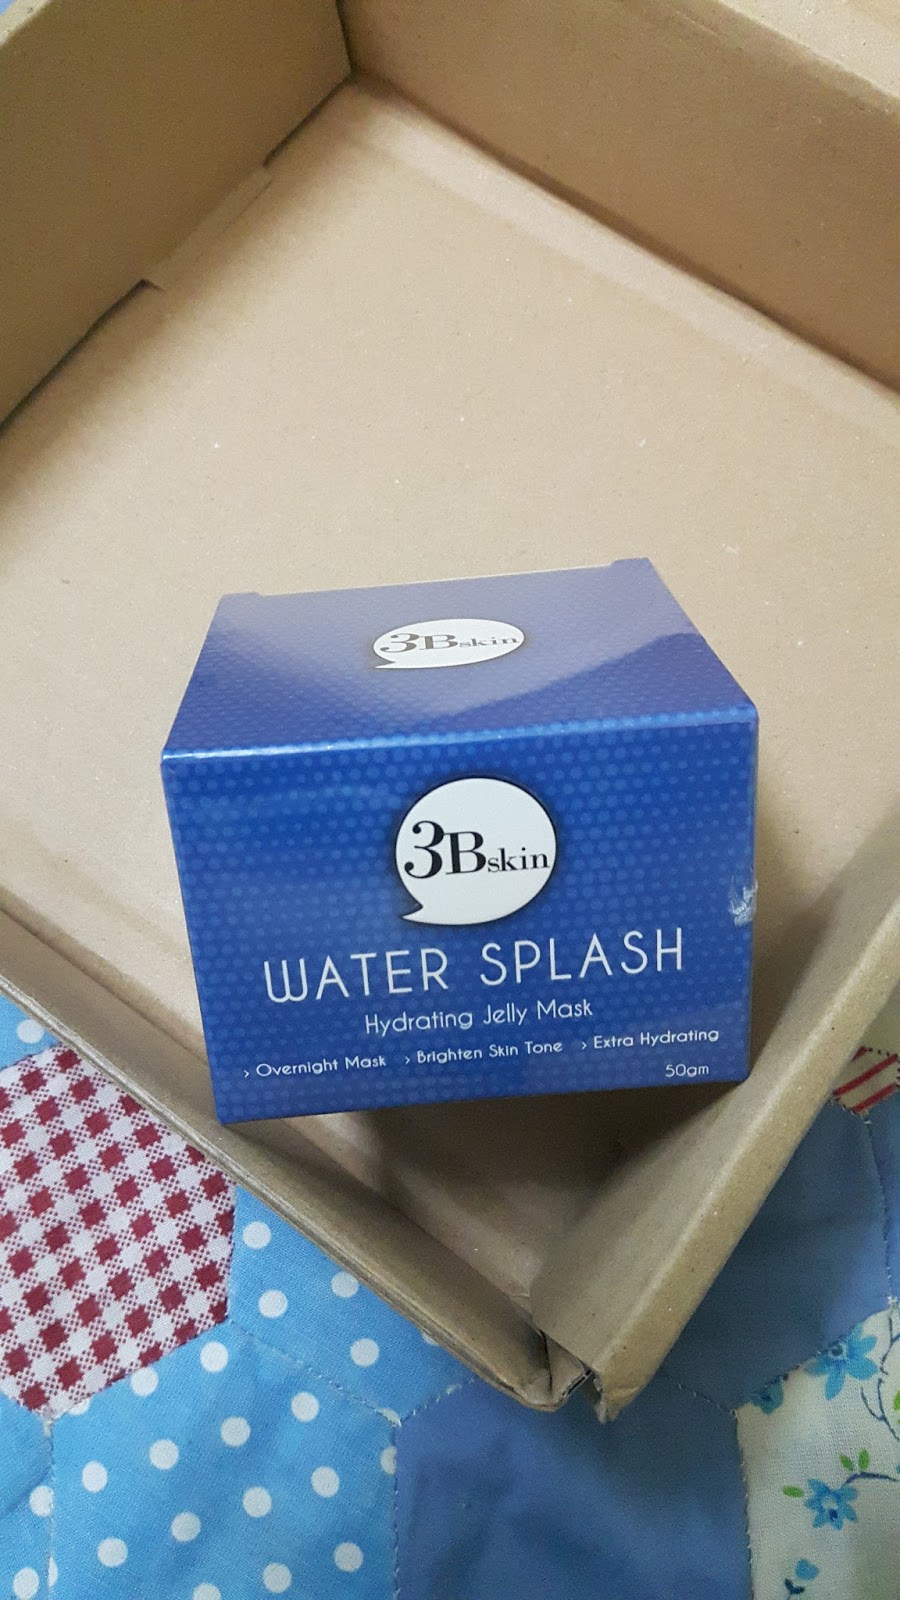 3Bskin
3Bskin
WATER SPLASH
Hydrating Jelly Mask
› Overnight Mask › Brighten Skin Tone › Extra Hydrating
50gm